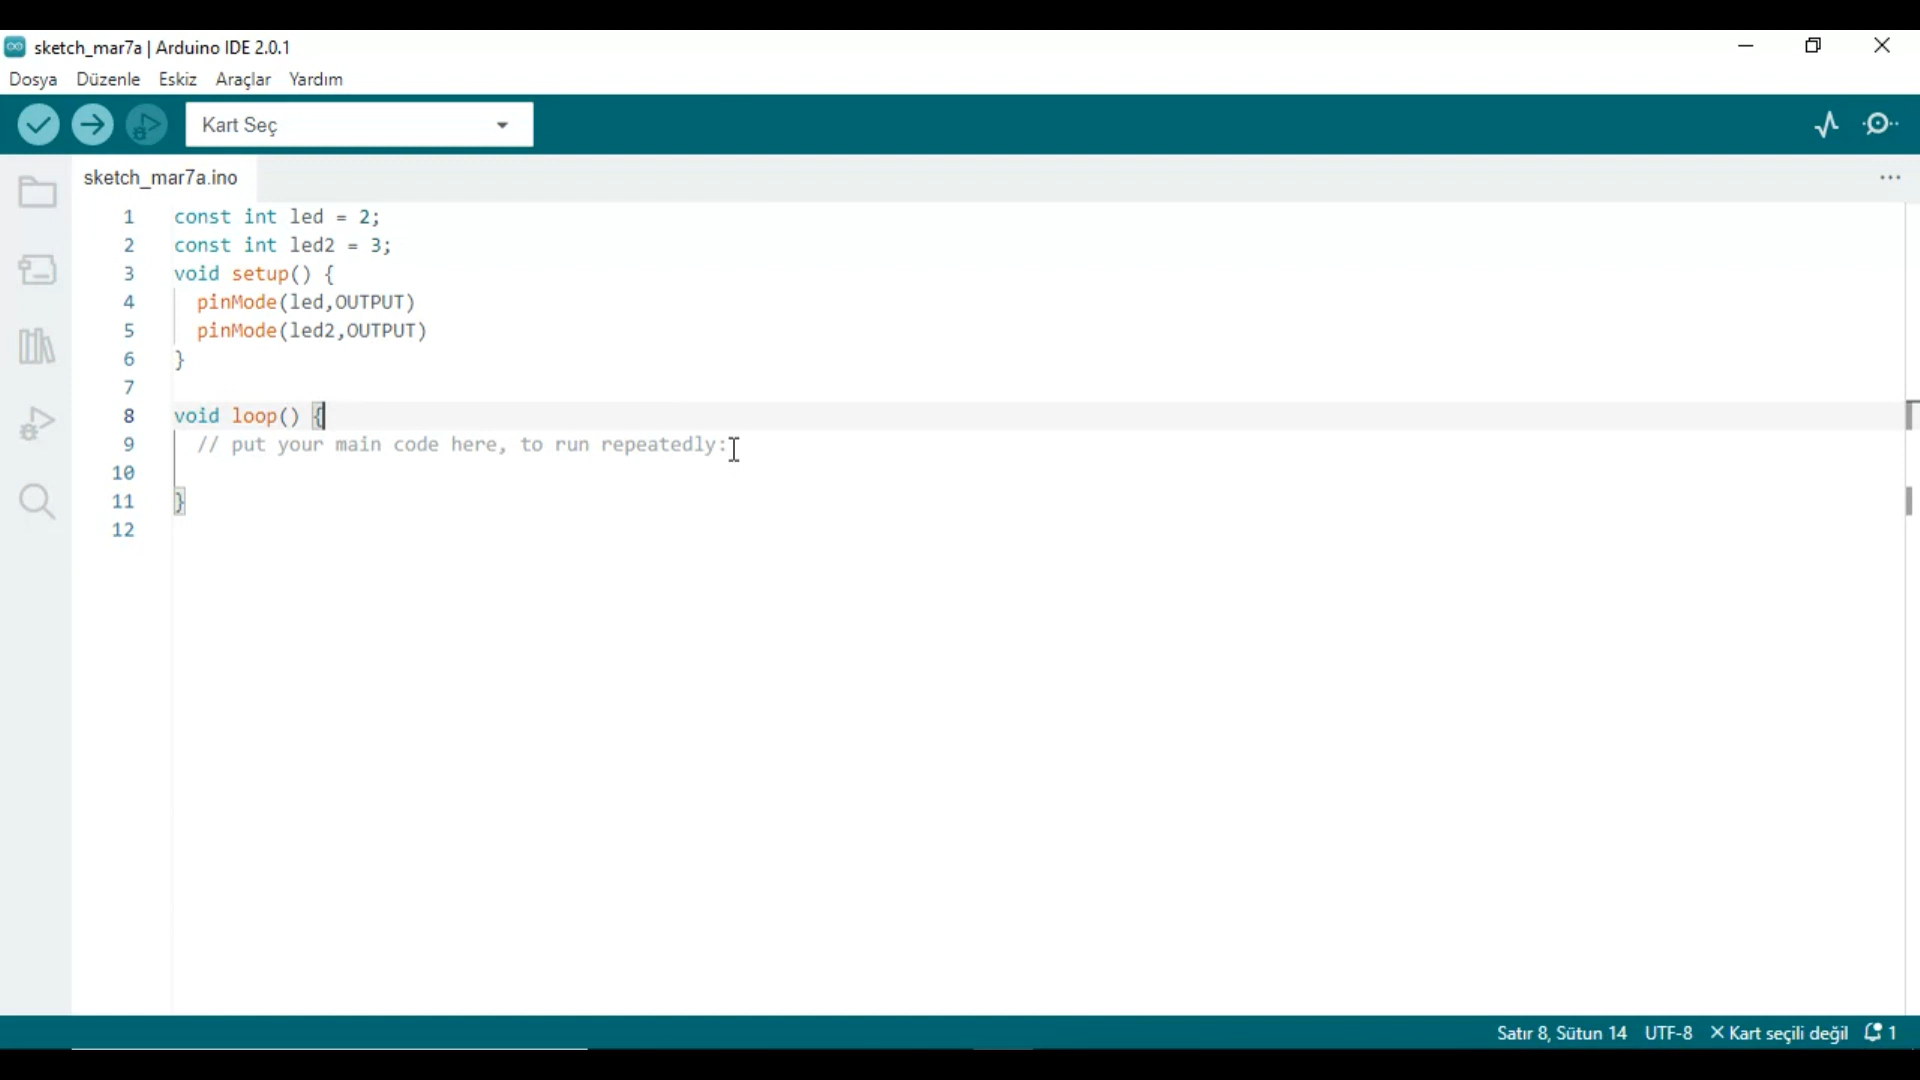 sketch_mar7a | Arduino IDE 2.0.1
Dosya Düzenle Eskiz Araçlar Yardım
Kart Seç
sketch_mar7a.ino
1 const int led = 2;
2 const int led2 = 3;
3 void setup() {
4 pinMode(led,OUTPUT)
5 pinMode(led2,OUTPUT)
6 }
7
8 void loop() {
9 // put your main code here, to run repeatedly:
10
11 }
12
Satır 8, Sütun 14 UTF-8 Kart seçili değil 1